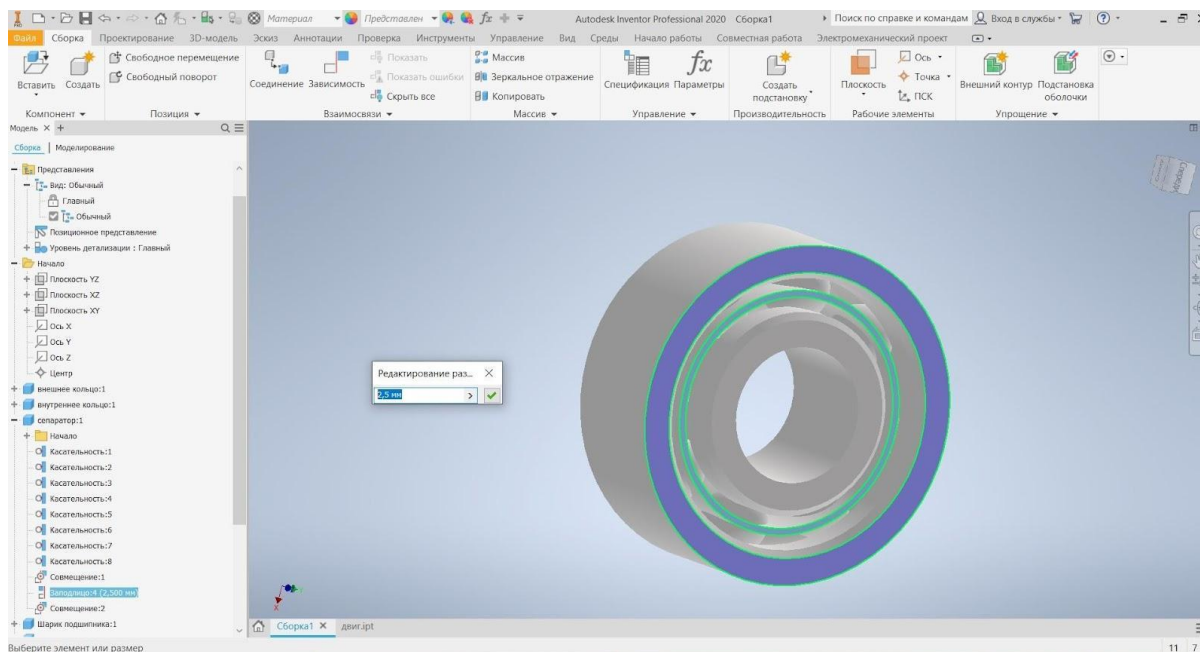 Материал
Представлен
fx
Autodesk Inventor Professional 2020 Сборка1
Поиск по справке и командам
Вход в службы
Файл Сборка Проектирование 3D-модель Эскиз Аннотации Проверка Инструменты Управление Вид Среды Начало работы Совместная работа Электромеханический проект
Вставить
Создать
Свободное перемещение
Свободный поворот
Соединение
Зависимость
Показать
Показать ошибки
Скрыть все
Массив
Зеркальное отражение
Копировать
Спецификация
fx
Параметры
Создать
подстановку
Плоскость
Ось
Точка
ПСК
Внешний контур
Подстановка
оболочки
Компонент
Позиция
Взаимосвязи
Массив
Управление
Производительность
Рабочие элементы
Упрощение
Модель
Сборка Моделирование
Представления
Вид: Обычный
Главный
Обычный
Позиционное представление
Уровень детализации : Главный
Начало
Плоскость YZ
Плоскость XZ
Плоскость XY
Ось X
Ось Y
Ось Z
Центр
внешнее кольцо:1
внутреннее кольцо:1
сепаратор:1
Начало
Касательность:1
Касательность:2
Касательность:3
Касательность:4
Касательность:5
Касательность:6
Касательность:7
Касательность:8
Совмещение:1
Заподлицо:4 (2,500 мм)
Совмещение:2
Шарик подшипника:1
Редактирование раз...
2,5 мм
Спереди
X
Сборка1
двиг.ipt
Выберите элемент или размер
11 7